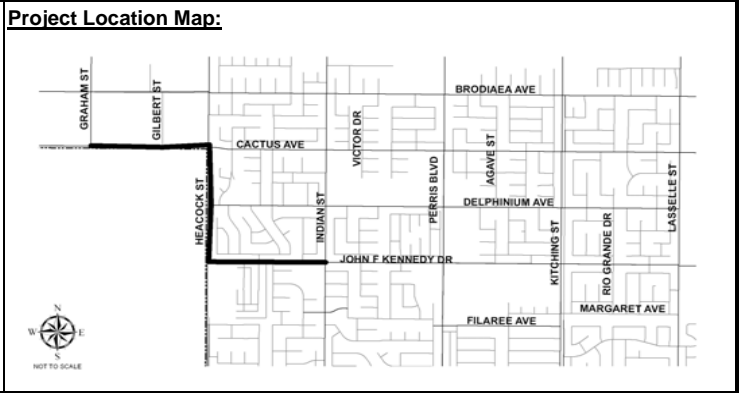 Project Location Map:
GRAHAM ST
GILBERT ST
BRODIAEA AVE
CACTUS AVE
VICTOR DR
AGAVE ST
PERRIS BLVD
LASSELLE ST
HEACOCK ST
INDIAN ST
DELPHINIUM AVE
KITCHING ST
RIO GRANDE DR
JOHN F KENNEDY DR
MARGARET AVE
FILAREE AVE
N
W E
S
NOT TO SCALE